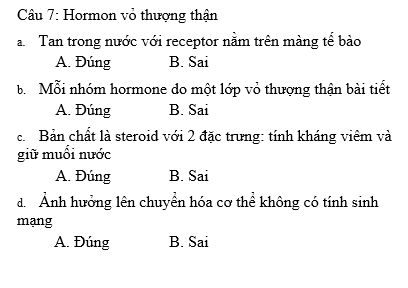 Câu 7: Hormon vỏ thượng thận
a. Tan trong nước với receptor nằm trên màng tế bào
A. Đúng B. Sai
b. Mỗi nhóm hormone do một lớp vỏ thượng thận bài tiết
A. Đúng B. Sai
c. Bản chất là steroid với 2 đặc trưng: tính kháng viêm và
giữ muối nước
A. Đúng B. Sai
d. Ảnh hưởng lên chuyển hóa cơ thể không có tính sinh
mạng
A. Đúng B. Sai